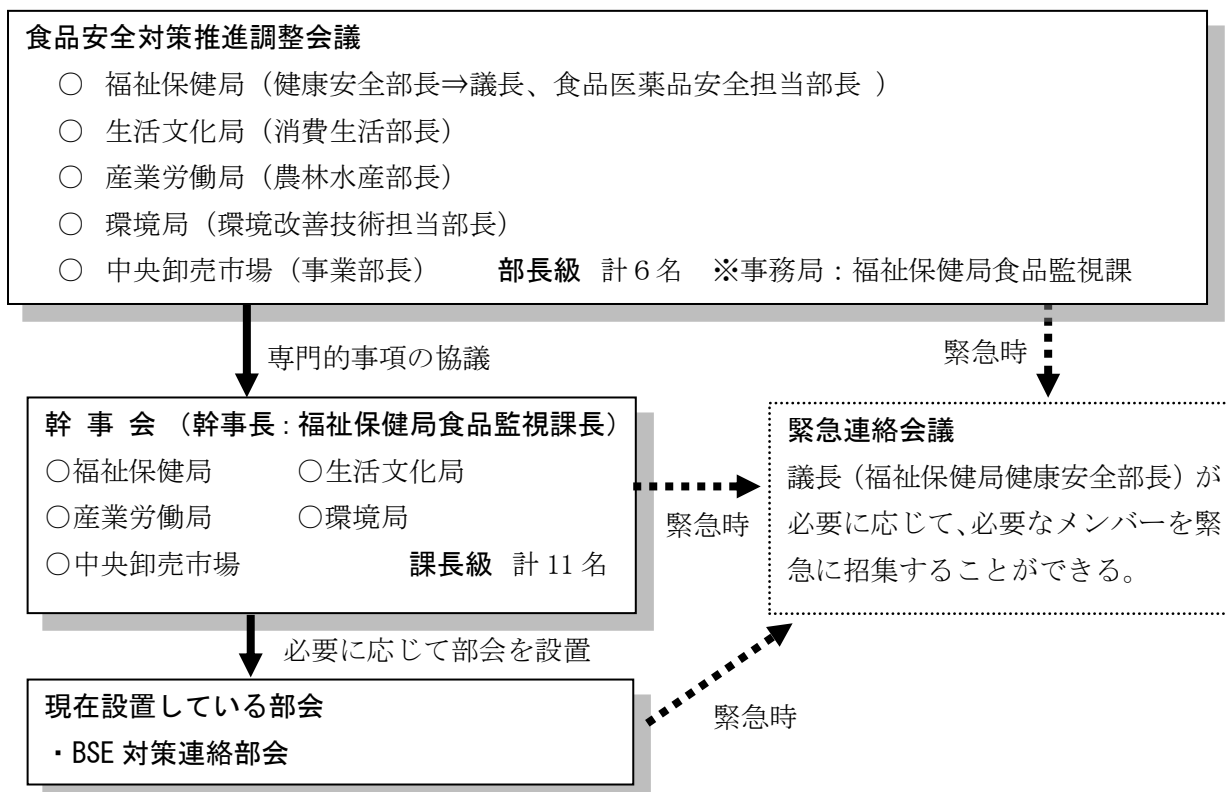 食品安全対策推進調整会議
○ 福祉保健局（健康安全部長⇒議長、食品医薬品安全担当部長 ）
○ 生活文化局（消費生活部長）
○ 産業労働局（農林水産部長）
○ 環境局（環境改善技術担当部長）
○ 中央卸売市場（事業部長） 部長級 計６名 ※事務局：福祉保健局食品監視課
専門的事項の協議
緊急時
幹 事 会 （幹事長：福祉保健局食品監視課長）
○福祉保健局 ○生活文化局
○産業労働局 ○環境局
○中央卸売市場 課長級 計 11 名
緊急時
緊急連絡会議
議長（福祉保健局健康安全部長）が
必要に応じて、必要なメンバーを緊
急に招集することができる。
必要に応じて部会を設置
現在設置している部会
・BSE 対策連絡部会
緊急時